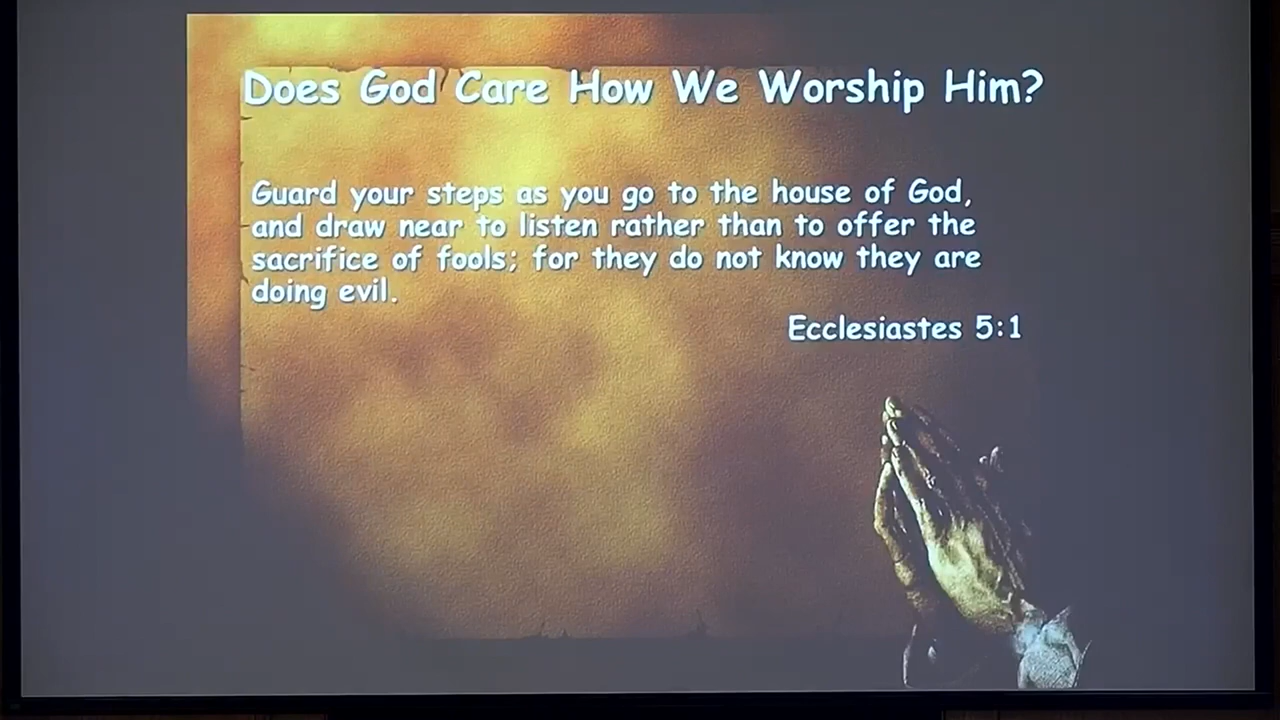 Does God Care How We Worship Him?
Guard your steps as you go to the house of God,
and draw near to listen rather than to offer the
sacrifice of fools; for they do not know they are
doing evil.
Ecclesiastes 5:1